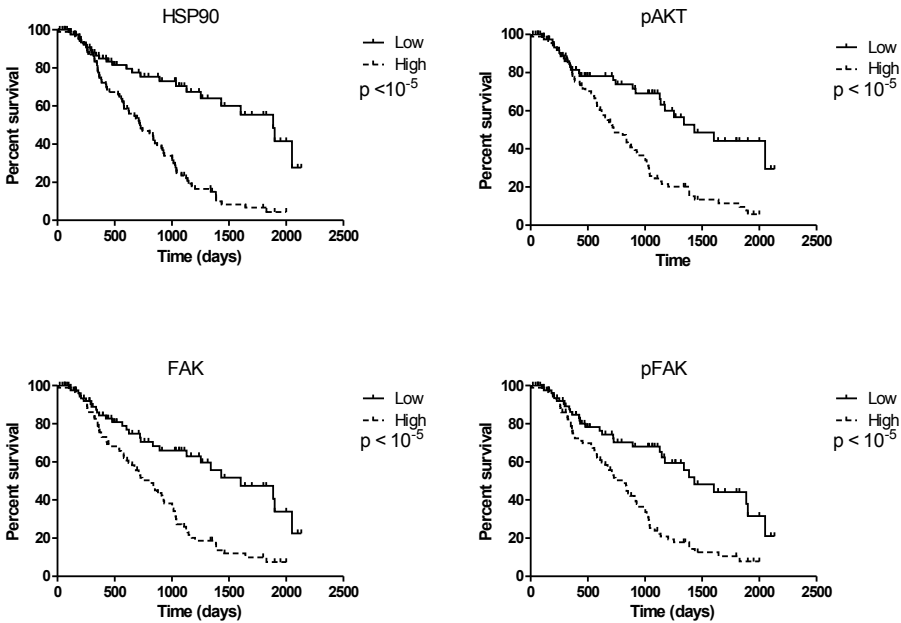 HSP90
100
80
60
40
20
0
Percent survival
0 500 1000 1500 2000 2500
Time (days)
Low
High
p <10-5
pAKT
100
80
60
40
20
0
Percent survival
0 500 1000 1500 2000 2500
Time
Low
High
p < 10-5
FAK
100
80
60
40
20
0
Percent survival
0 500 1000 1500 2000 2500
Time (days)
Low
High
p < 10-5
pFAK
100
80
60
40
20
0
Percent survival
0 500 1000 1500 2000 2500
Time (days)
Low
High
p < 10-5